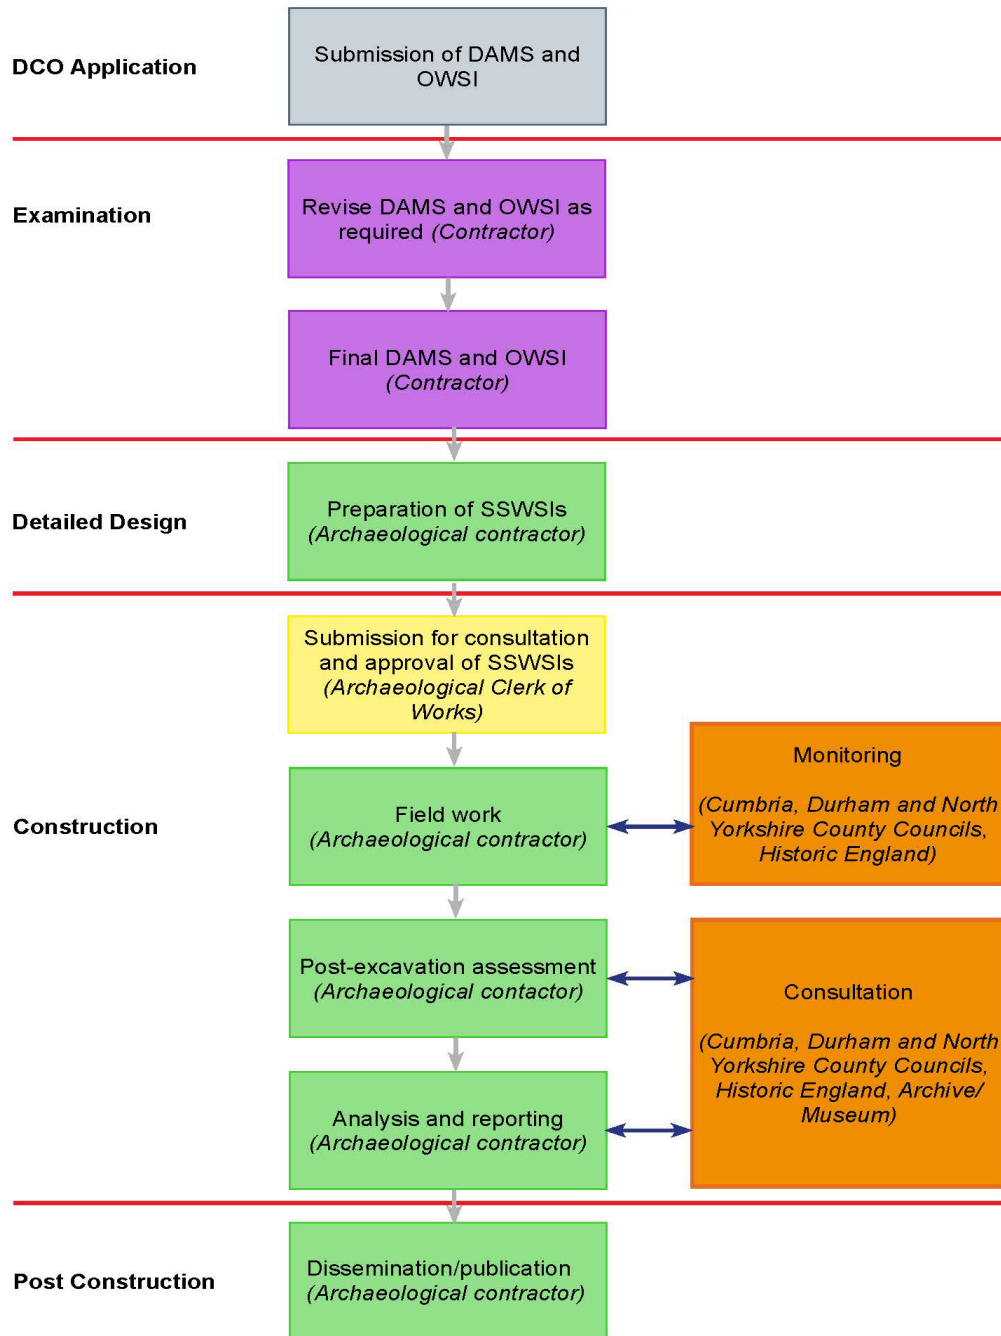 DCO Application
Submission of DAMS and
OWSI
Examination
Revise DAMS and OWSI as
required (Contractor)
Final DAMS and OWSI
(Contractor)
Detailed Design
Preparation of SSWSIs
(Archaeological contractor)
Construction
Submission for consultation
and approval of SSWSIs
(Archaeological Clerk of
Works)
Field work
(Archaeological contractor)
Monitoring
(Cumbria, Durham and North
Yorkshire County Councils,
Historic England)
Post-excavation assessment
(Archaeological contactor)
Consultation
(Cumbria, Durham and North
Yorkshire County Councils,
Historic England, Archive/
Museum)
Analysis and reporting
(Archaeological contractor)
Post Construction
Dissemination/publication
(Archaeological contractor)